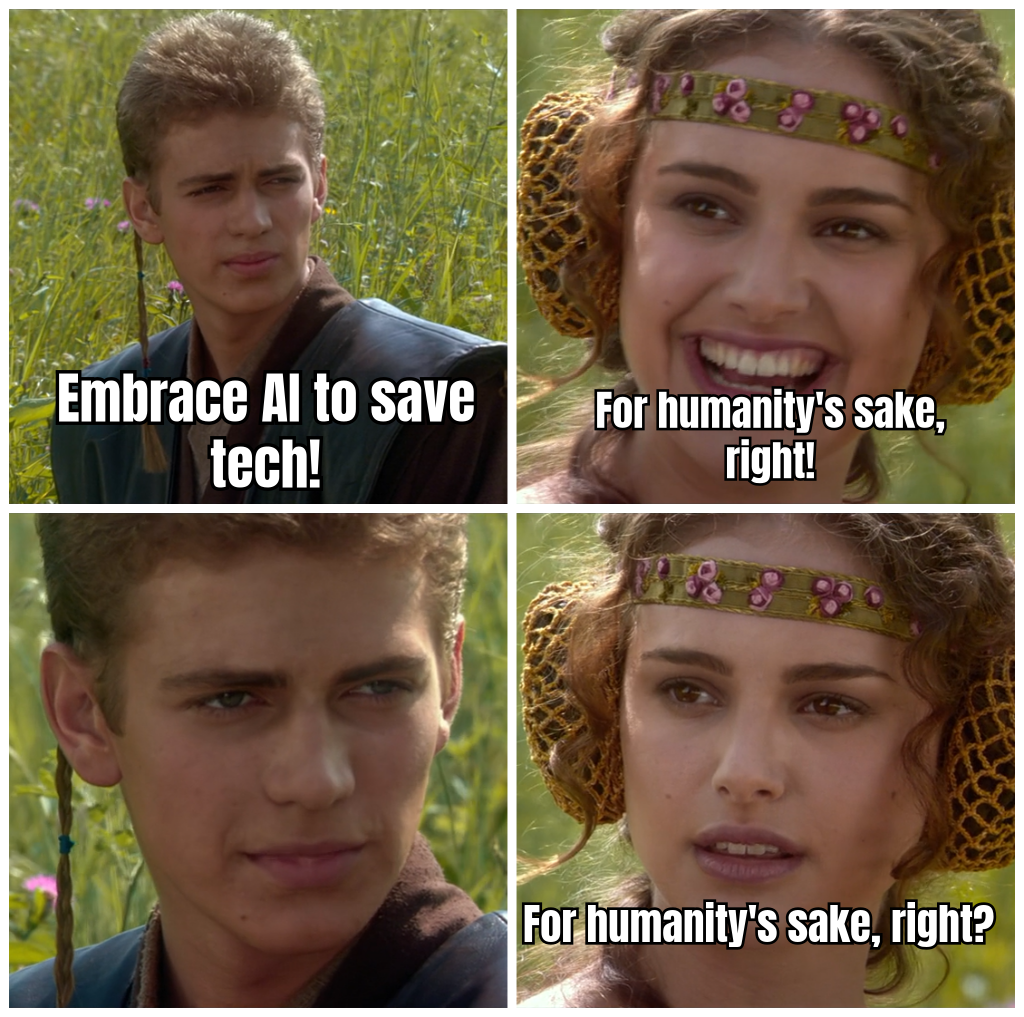 Embrace AI to save
tech!
For humanity's sake,
right!
For humanity's sake, right?